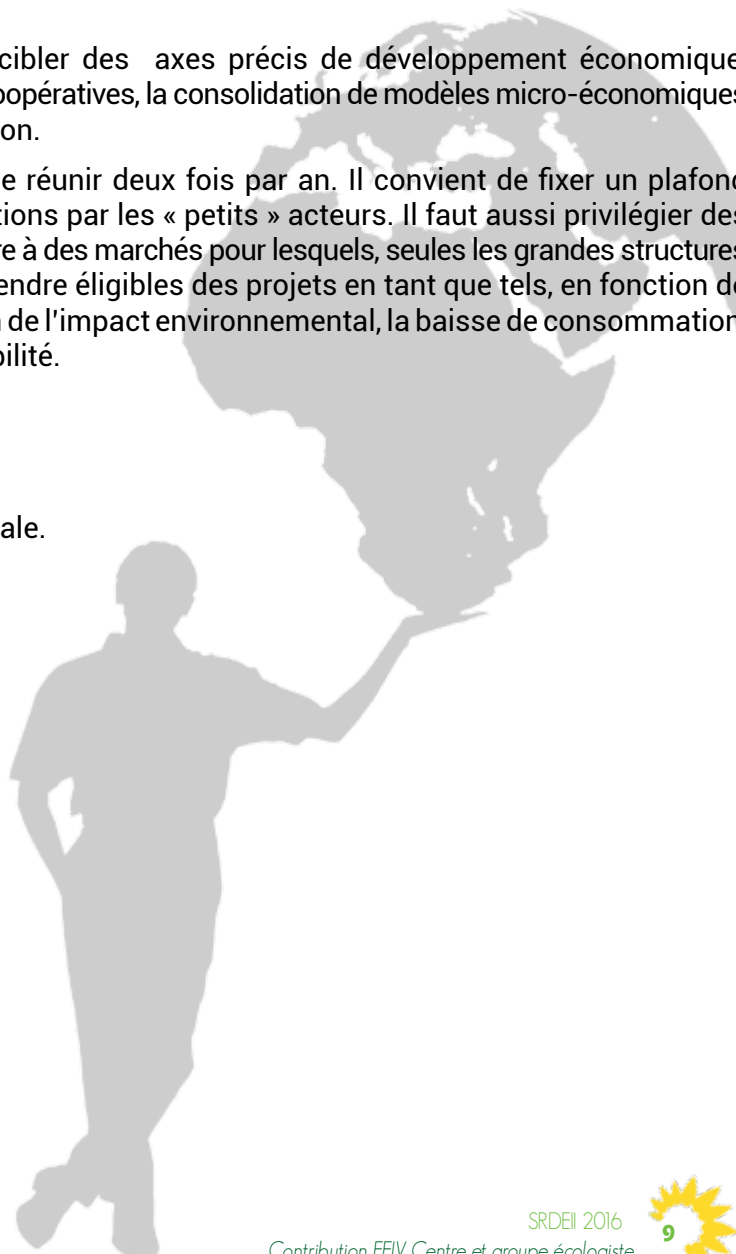 cibler des axes précis de développement économique
oopératives, la consolidation de modèles micro-économiques
on.
e réunir deux fois par an. Il convient de fixer un plafond
tions par les « petits » acteurs. Il faut aussi privilégier des
re à des marchés pour lesquels, seules les grandes structures
endre éligibles des projets en tant que tels, en fonction de
n de l'impact environnemental, la baisse de consommation
bilité.
ale.
SRDEII 2016
9
Contribution EELV Centre et groupe écologiste